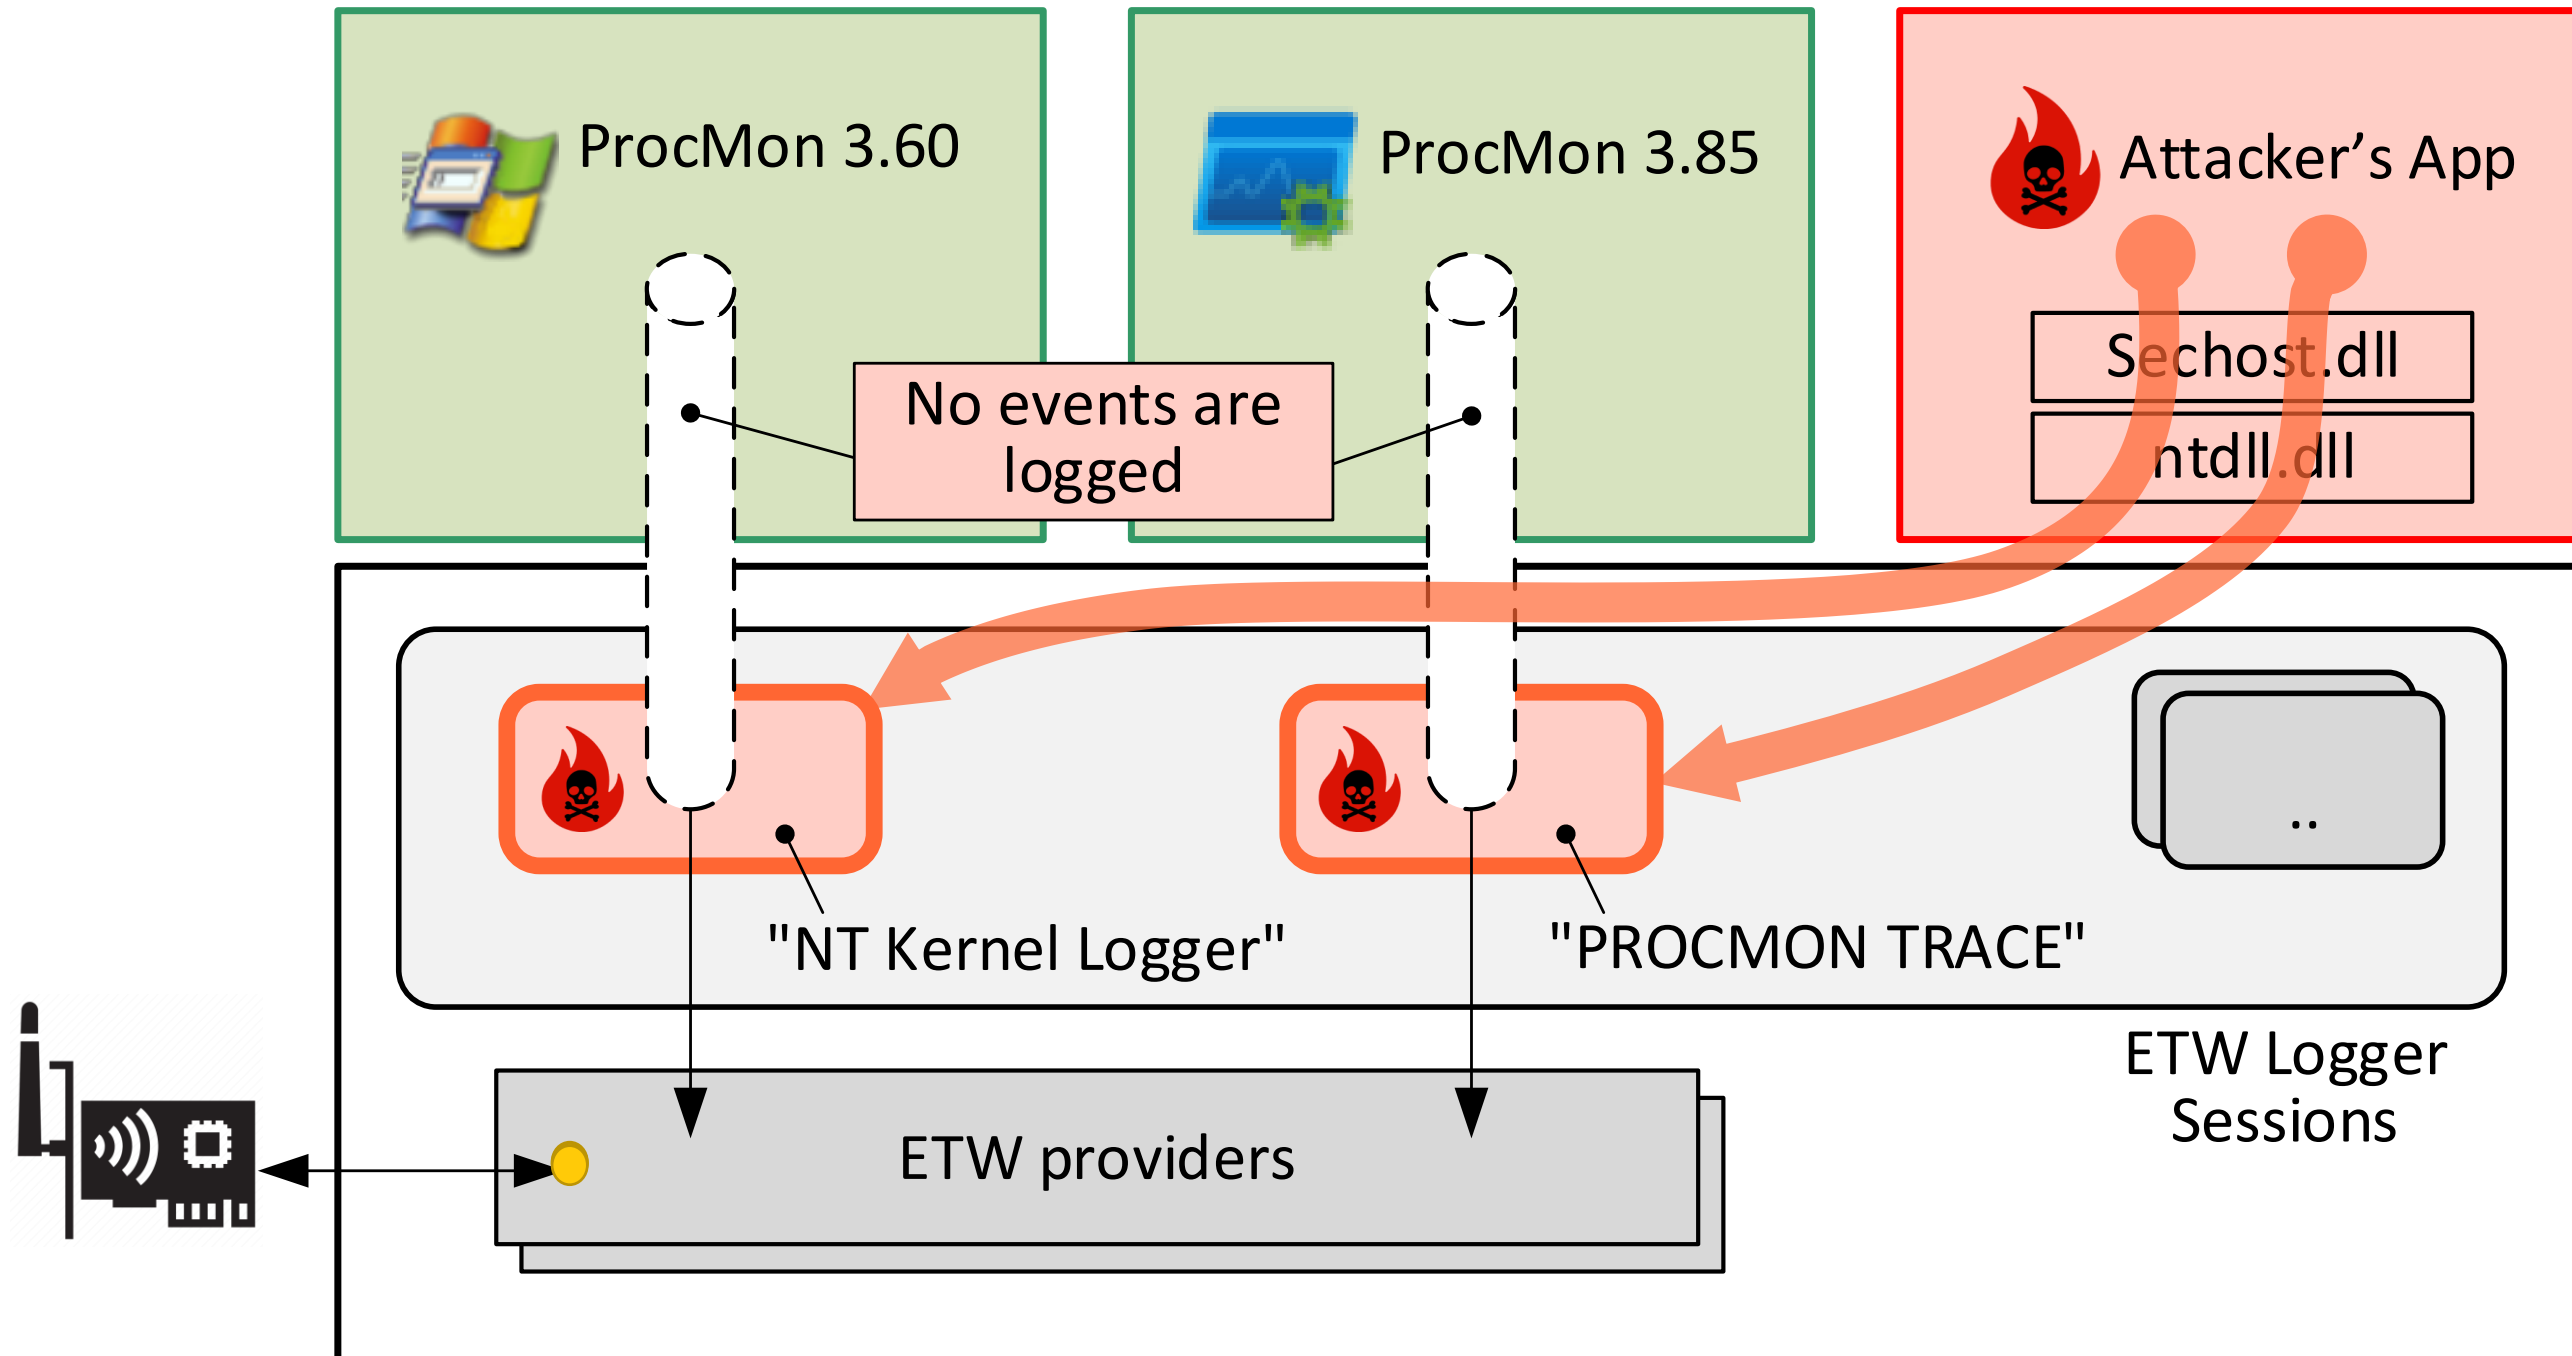 ProcMon 3.60
ProcMon 3.85
Attacker’s App
Sechost.dll
ntdll.dll
No events are
logged
"NT Kernel Logger"
"PROCMON TRACE"
..
ETW Logger
Sessions
ETW providers